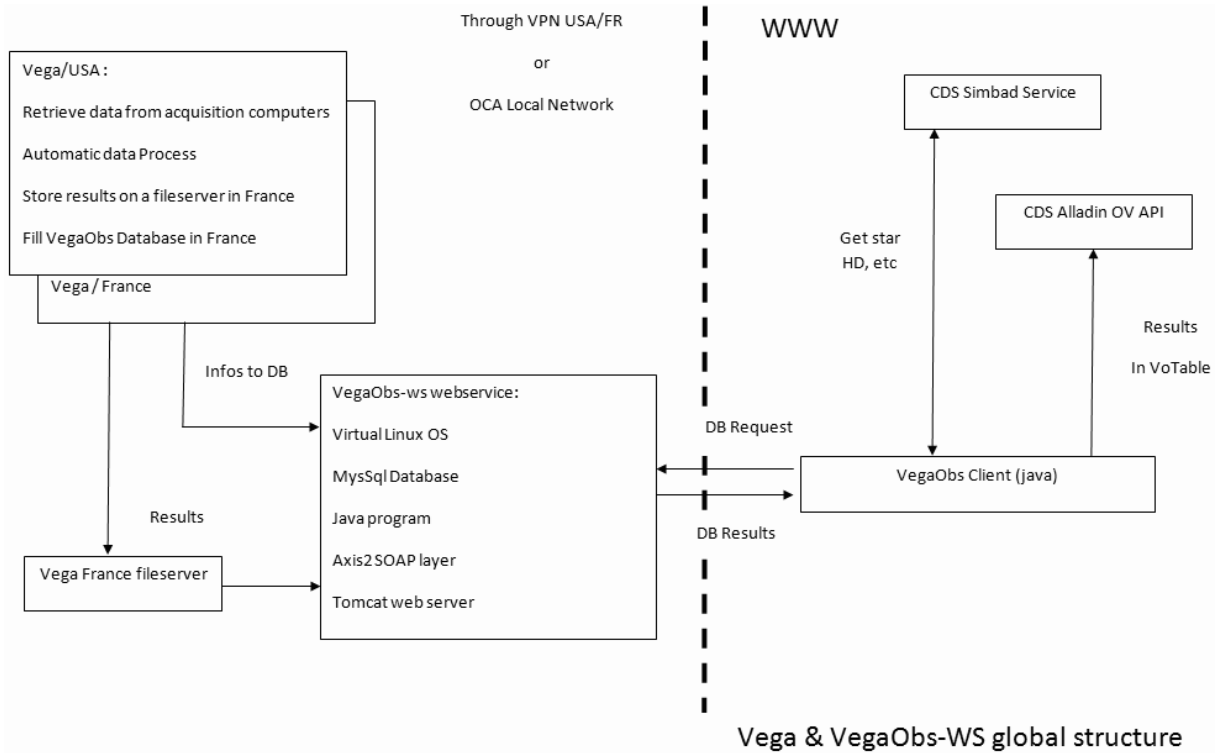 Through VPN USA/FR
or
OCA Local Network
WWW
Vega/USA :
Retrieve data from acquisition computers
Automatic data Process
Store results on a fileserver in France
Fill VegaObs Database in France
Vega / France
CDS Simbad Service
CDS Alladin OV API
Get star
HD, etc
Results
In VoTable
Infos to DB
VegaObs-ws webservice:
Virtual Linux OS
MysSql Database
Java program
Axis2 SOAP layer
Tomcat web server
DB Request
VegaObs Client (java)
DB Results
Results
Vega France fileserver
Vega & VegaObs-WS global structure